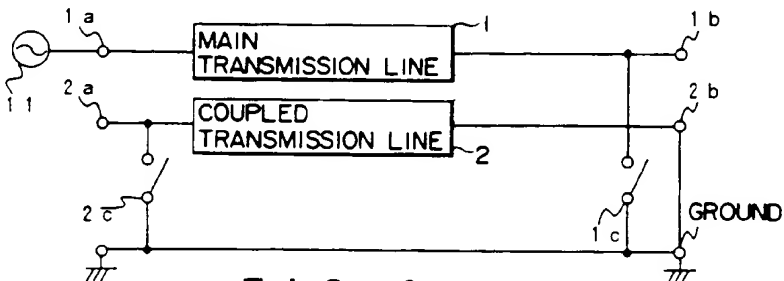 1 a
1
1 b
MAIN
TRANSMISSION LINE
1 1
2 a
2 b
COUPLED
TRANSMISSION LINE
2
2 c
1 c
GROUND